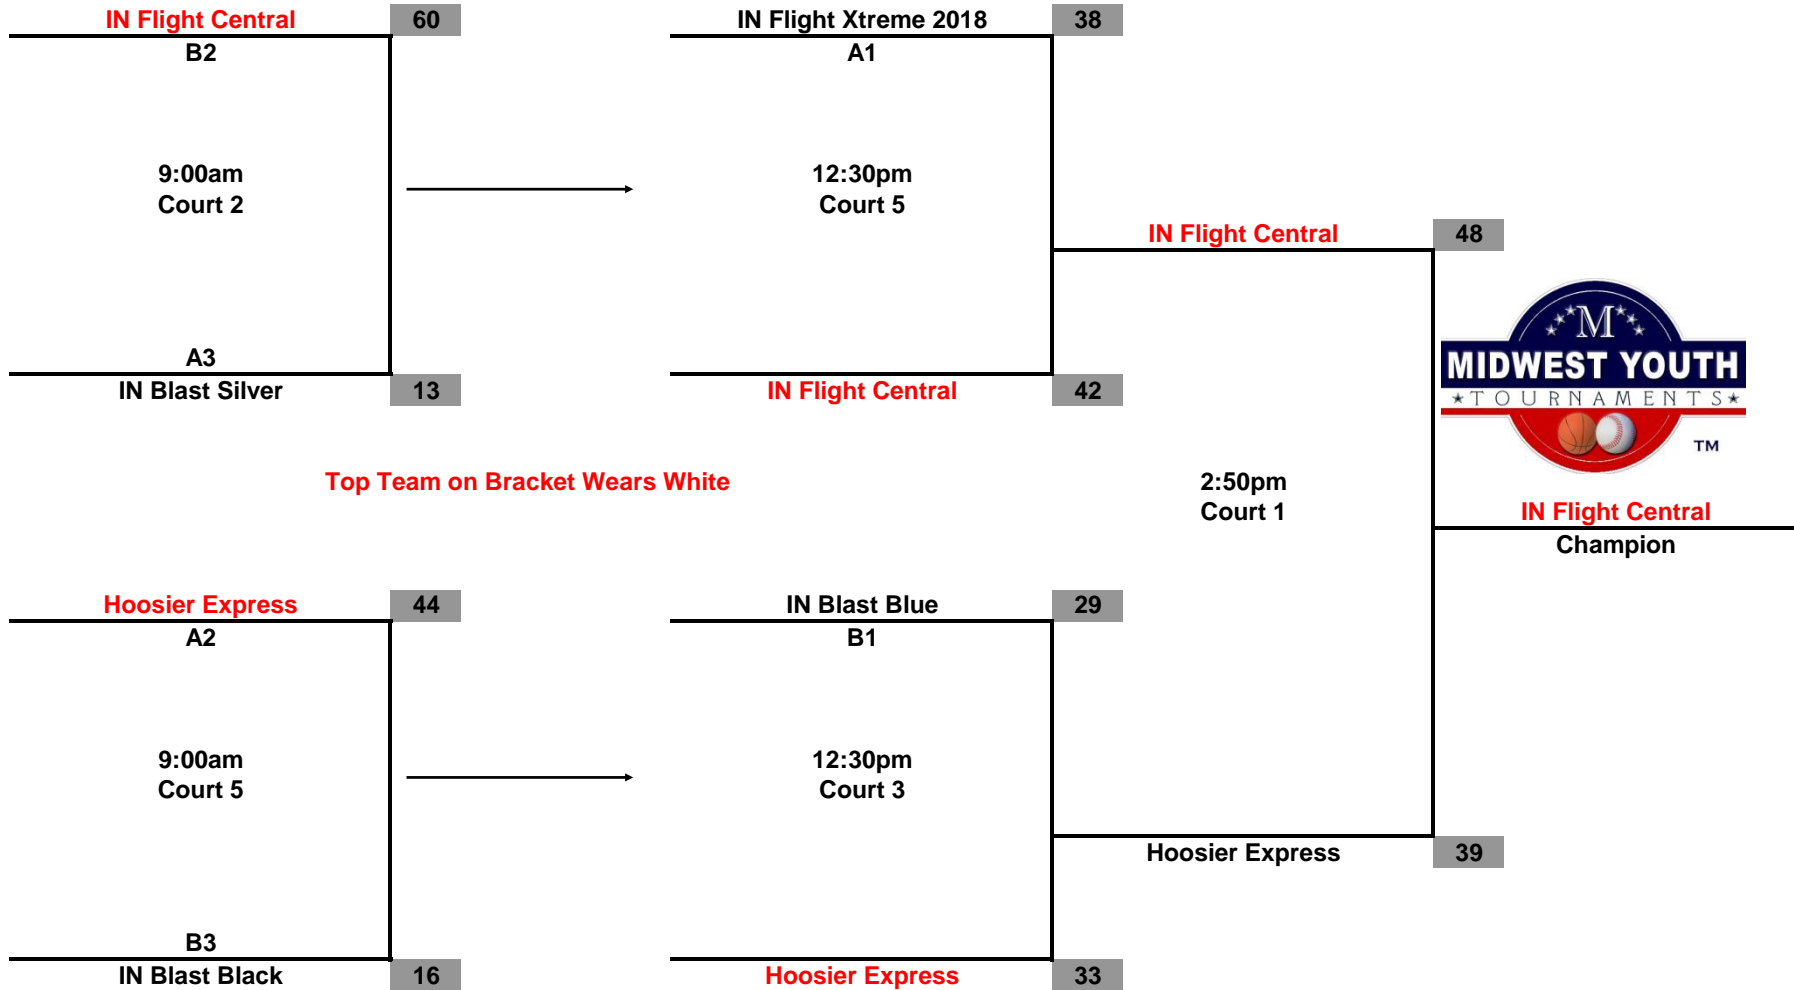 IN Flight Central 60
B2
9:00am
Court 2
A3
IN Blast Silver 13
IN Flight Xtreme 2018 38
A1
12:30pm
Court 5
IN Flight Central 42
IN Flight Central 48
M
MIDWEST YOUTH
TOURNAMENTS
TM
Top Team on Bracket Wears White
2:50pm
Court 1
IN Flight Central
Champion
Hoosier Express 44
A2
9:00am
Court 5
B3
IN Blast Black 16
IN Blast Blue 29
B1
12:30pm
Court 3
Hoosier Express 33
Hoosier Express 39